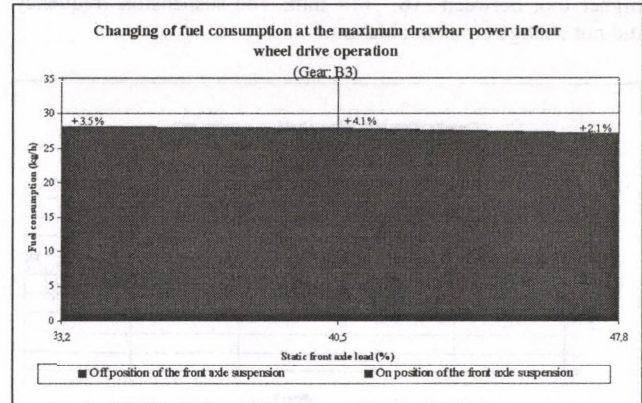 Changing of fuel consumption at the maximum drawbar power in four
wheel drive operation
(Gear: B3)
35
30
25
20
15
10
5
0
+3.5%
+4.1%
+2.1%
Fuel consumption (kg/h)
33,2
40,5
47,8
Static front axle load (%)
Off position of the front axle suspension
On position of the front axle suspension